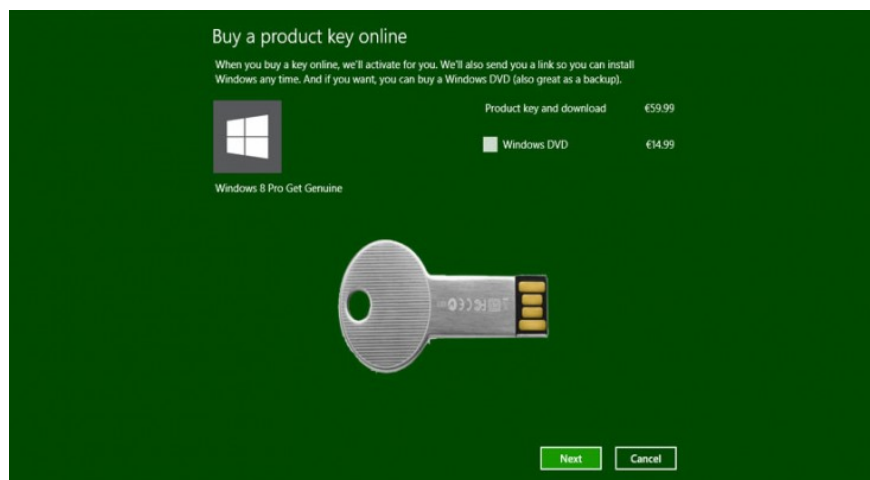 Buy a product key online
When you buy a key online, we'll activate for you. We'll also send you a link so you can install
Windows any time. And if you want, you can buy a Windows DVD (also great as a backup).
Product key and download €59.99
Windows DVD €14.99
Windows 8 Pro Get Genuine
Next Cancel